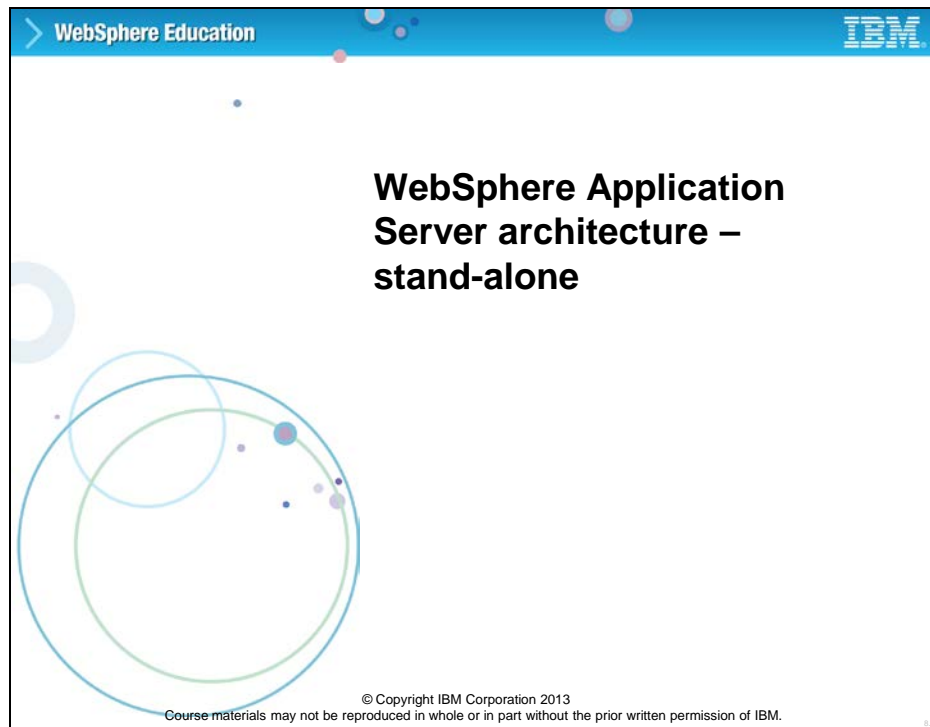 WebSphere Education
IBM.
WebSphere Application
Server architecture –
stand-alone
© Copyright IBM Corporation 2013
Course materials may not be reproduced in whole or in part without the prior written permission of IBM.